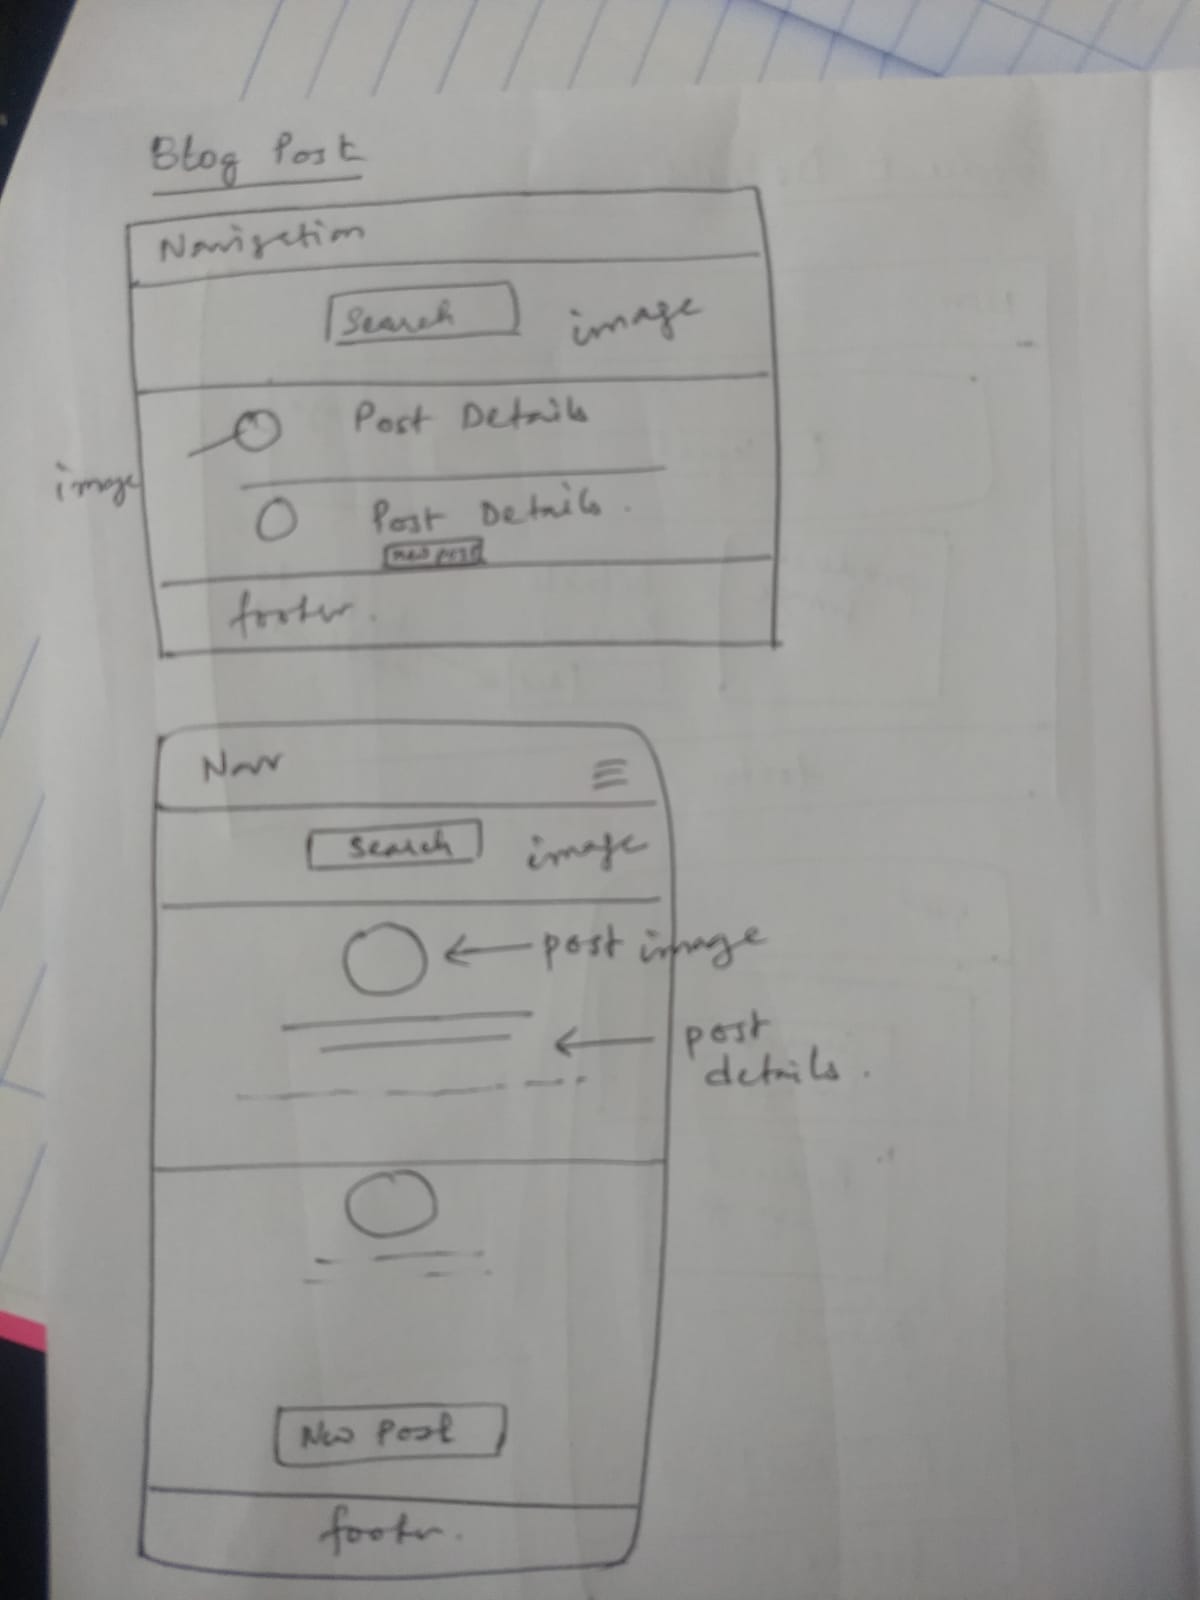 Blog Post
Navigation
Search
image
Post Details
image
Post Details.
new post
footer.
Nav
Search
image
post image
post
details.
New Post
footer.